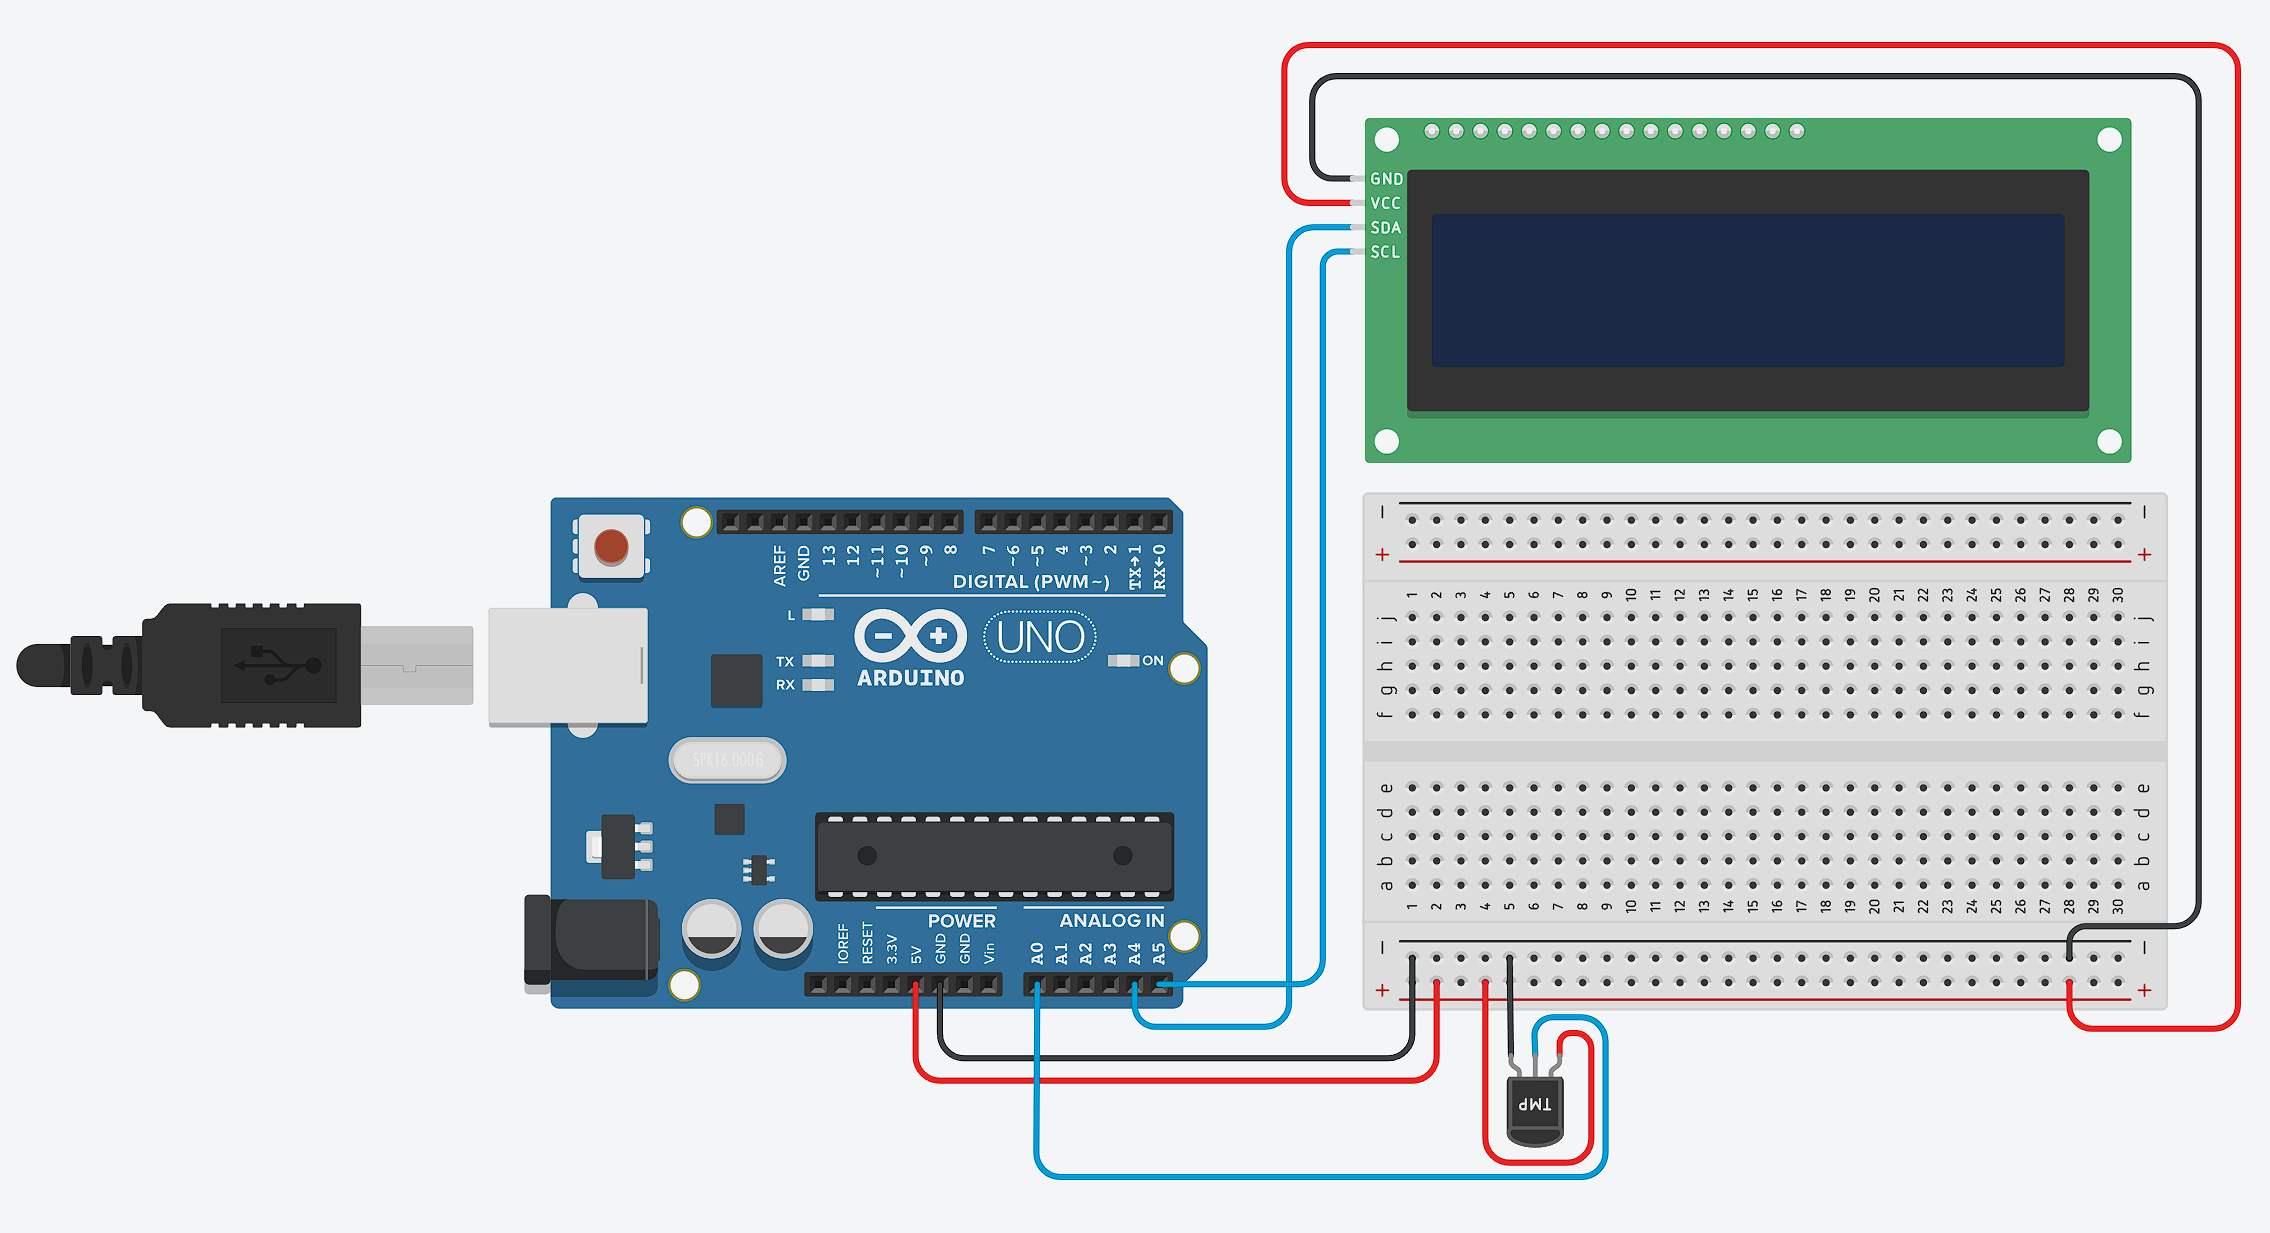 GND
VCC
SDA
SCL
AREF
GND
13
12
~11
~10
~9
8
7
~6
~5
4
~3
2
TX→1
RX←0
DIGITAL (PWM~)
L
TX
RX
ARDUINO
UNO
ON
SPK16.000G
POWER
ANALOG IN
IOREF
RESET
3.3V
5V
GND
GND
Vin
A0
A1
A2
A3
A4
A5
− −
+ +
1 2 3 4 5 6 7 8 9 10 11 12 13 14 15 16 17 18 19 20 21 22 23 24 25 26 27 28 29 30
j j
i i
h h
g g
f f
e e
d d
c c
b b
a a
1 2 3 4 5 6 7 8 9 10 11 12 13 14 15 16 17 18 19 20 21 22 23 24 25 26 27 28 29 30
− −
+ +
TMP